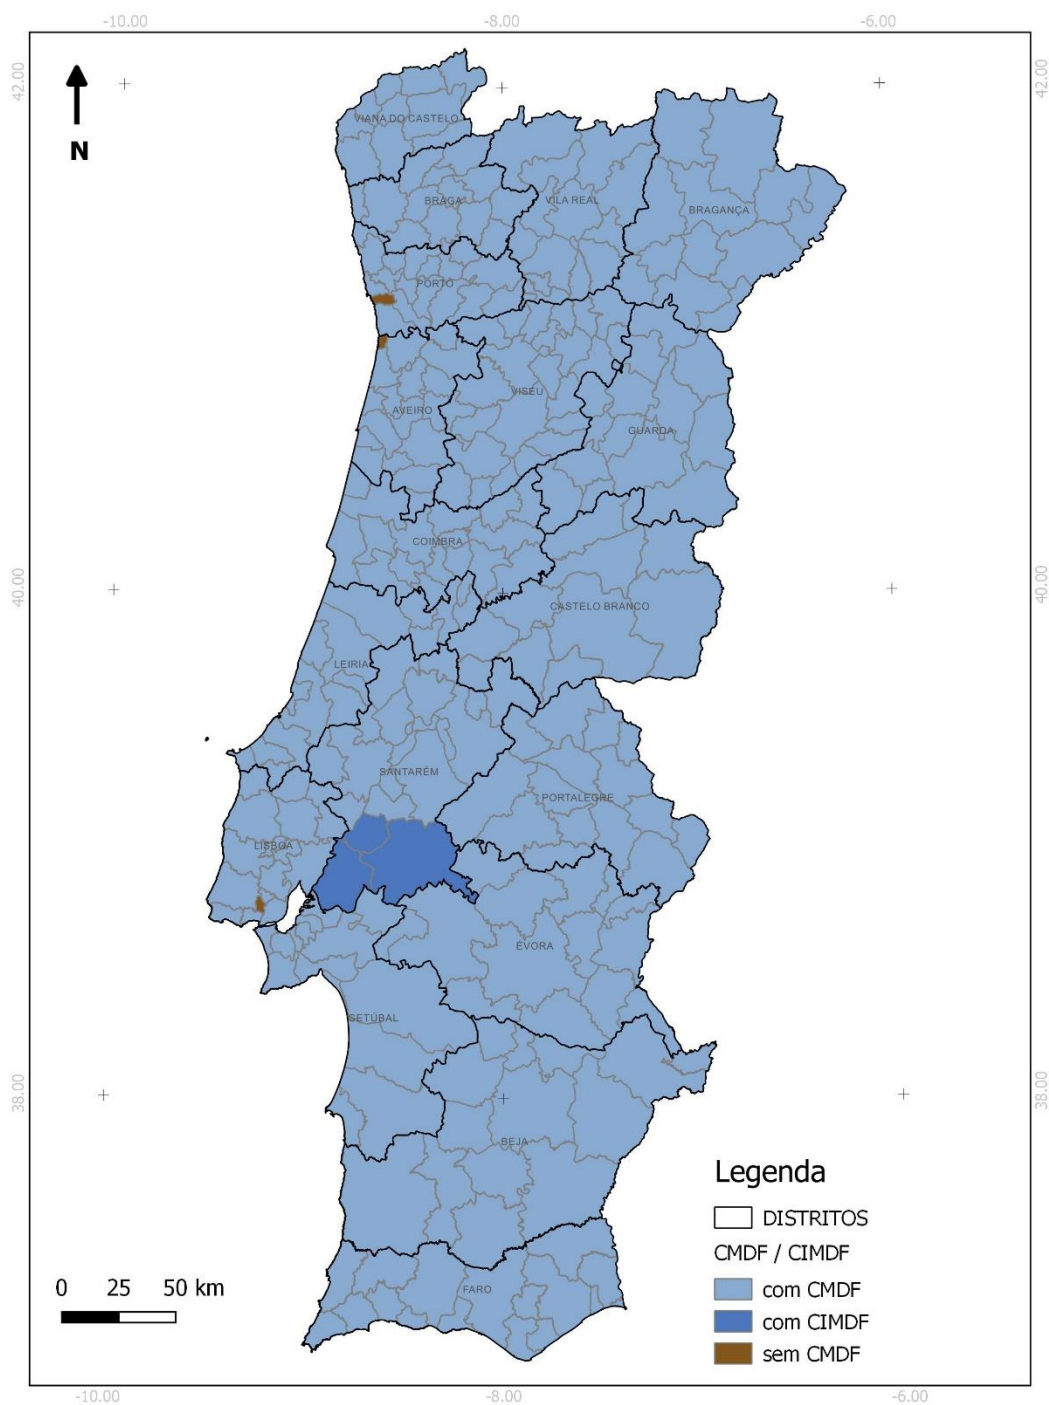 -10.00
-8.00
-6.00
42.00
42.00
N
VIANA DO CASTELO
BRAGA
VILA REAL
BRAGANÇA
PORTO
VISEU
AVEIRO
GUARDA
COIMBRA
40.00
40.00
CASTELO BRANCO
LEIRIA
SANTARÉM
PORTALEGRE
LISBOA
ÉVORA
SETÚBAL
38.00
38.00
BEJA
Legenda
DISTRITOS
CMDF / CIMDF
com CMDF
com CIMDF
sem CMDF
FARO
0 25 50 km
-10.00
-8.00
-6.00